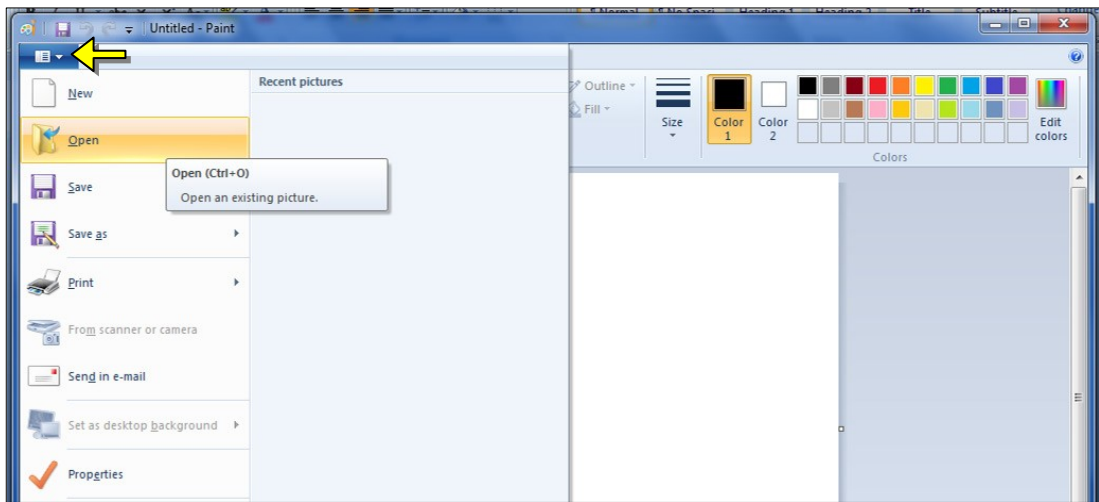 Untitled - Paint
New
Recent pictures
Outline
Fill
Size
Color 1
Color 2
Edit colors
Colors
Open
Open (Ctrl+O)
Open an existing picture.
Save
Save as
Print
From scanner or camera
Send in e-mail
Set as desktop background
Properties